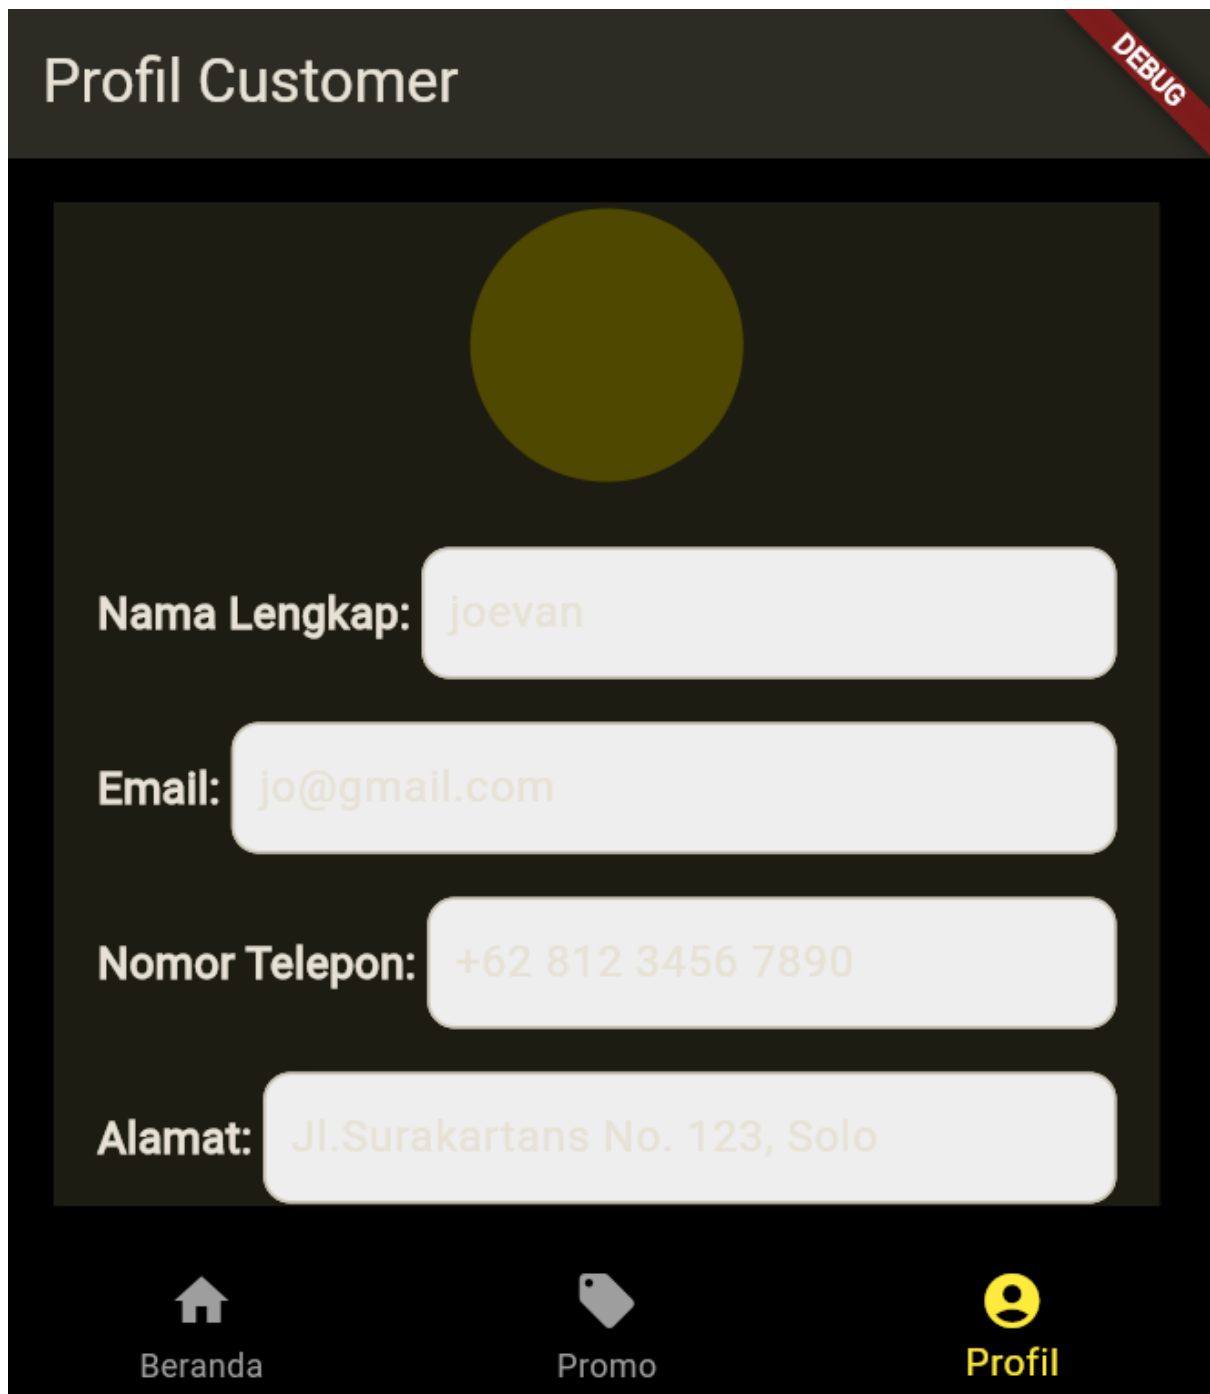 Profil Customer
DEBUG
Nama Lengkap: joevan
Email: jo@gmail.com
Nomor Telepon: +62 812 3456 7890
Alamat: Jl.Surakartans No. 123, Solo
Beranda Promo Profil